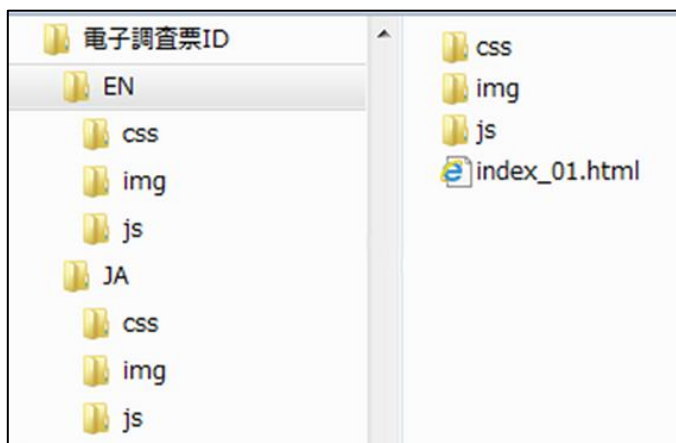 電子調査票ID
EN
css
img
js
JA
css
img
js
css
img
js
index_01.html